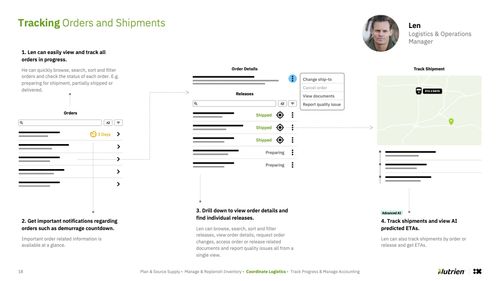 Tracking Orders and Shipments
Len
Logistics & Operations
Manager
1. Len can easily view and track all
orders in progress.
He can quickly browse, search, sort and filter
orders and check the status of each order. E.g.
preparing for shipment, partially shipped or
delivered.
Orders
3 Days
2. Get important notifications regarding
orders such as demurrage countdown.
Important order related information is
available at a glance.
Order Details
Change ship-to
Cancel order
View documents
Report quality issue
Releases
Shipped
Shipped
Shipped
Preparing
Preparing
3. Drill down to view order details and
find individual releases.
Len can browse, search, sort and filter
releases, view order details, request order
changes, access order or release related
documents and report quality issues all from a
single view.
Track Shipment
Advanced AI
4. Track shipments and view AI
predicted ETAs.
Len can also track shipments by order or
release and get ETAs.
18
Plan & Source Supply • Manage & Replenish Inventory • Coordinate Logistics • Track Progress & Manage Accounting
Nutrien